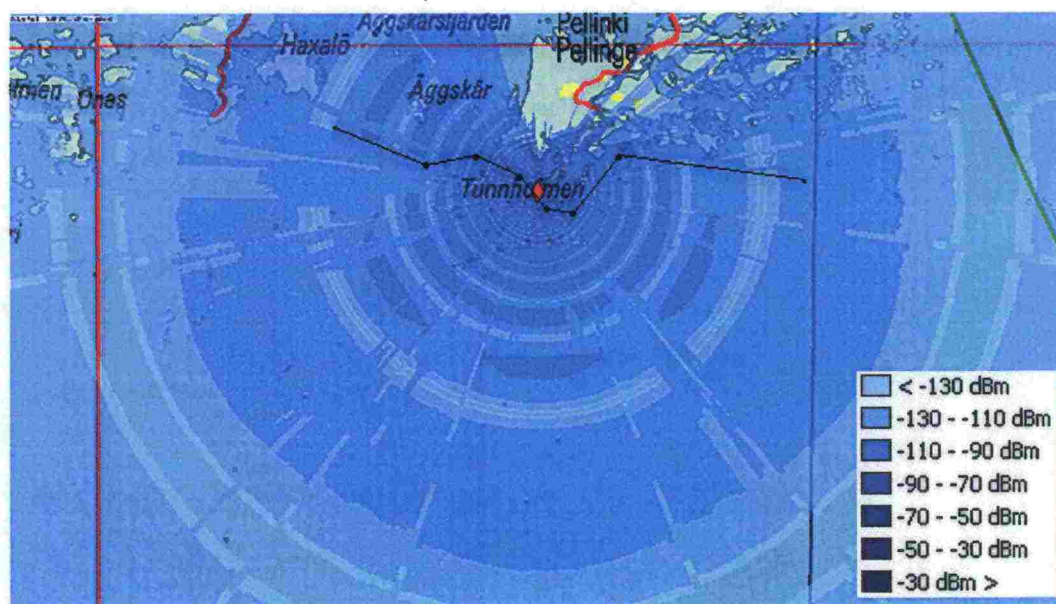 Äggskärsfjärden
Pellinki
Haxalö
Pellinge
Äggskär
Önas
Tunnholmen
< -130 dBm
-130 - -110 dBm
-110 - -90 dBm
-90 - -70 dBm
-70 - -50 dBm
-50 - -30 dBm
-30 dBm >